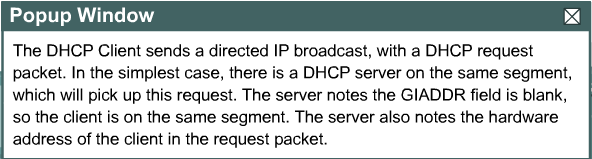 Popup Window
The DHCP Client sends a directed IP broadcast, with a DHCP request
packet. In the simplest case, there is a DHCP server on the same segment,
which will pick up this request. The server notes the GIADDR field is blank,
so the client is on the same segment. The server also notes the hardware
address of the client in the request packet.